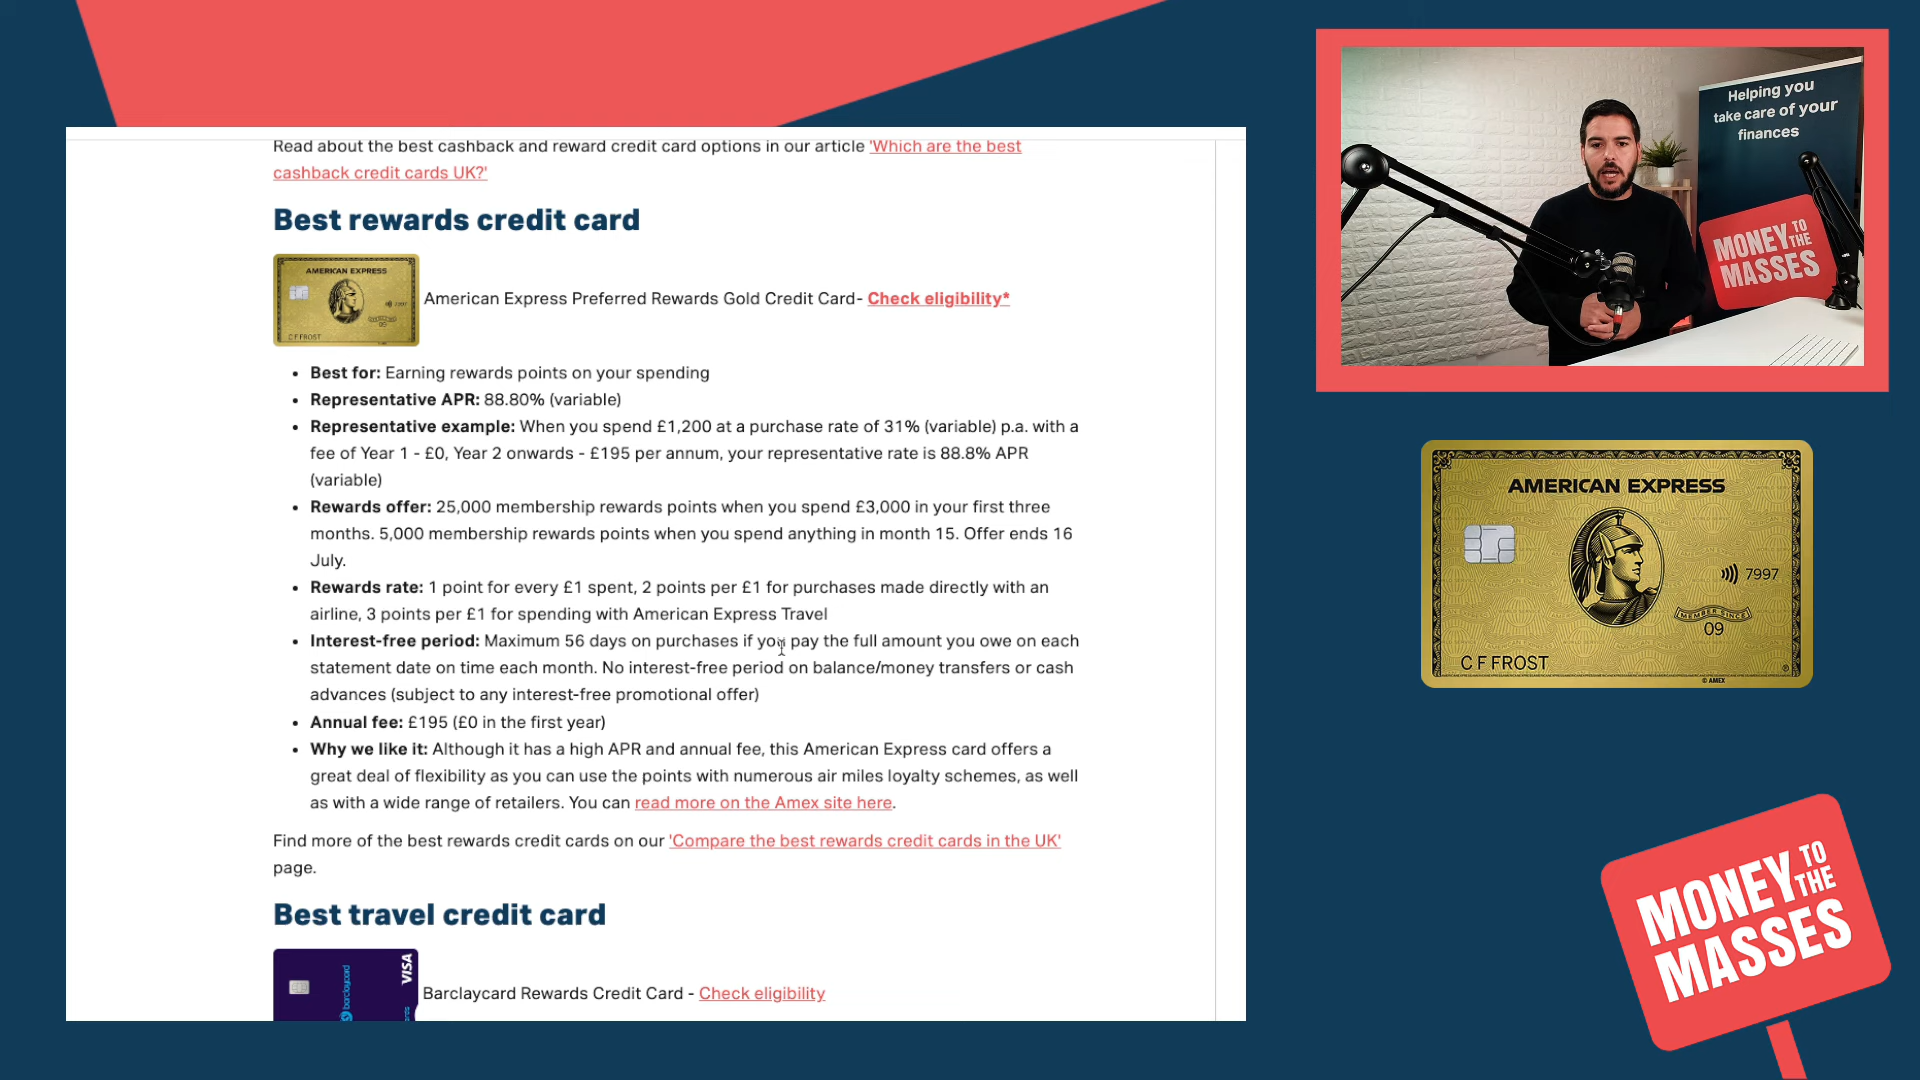 Read about the best cashback and reward credit card options in our article 'Which are the best
cashback credit cards UK?'
Best rewards credit card
AMERICAN EXPRESS
7997
09
C F FROST
American Express Preferred Rewards Gold Credit Card- Check eligibility*
• Best for: Earning rewards points on your spending
• Representative APR: 88.80% (variable)
• Representative example: When you spend £1,200 at a purchase rate of 31% (variable) p.a. with a
fee of Year 1 - £0, Year 2 onwards - £195 per annum, your representative rate is 88.8% APR
(variable)
• Rewards offer: 25,000 membership rewards points when you spend £3,000 in your first three
months. 5,000 membership rewards points when you spend anything in month 15. Offer ends 16
July.
• Rewards rate: 1 point for every £1 spent, 2 points per £1 for purchases made directly with an
airline, 3 points per £1 for spending with American Express Travel
• Interest-free period: Maximum 56 days on purchases if you pay the full amount you owe on each
statement date on time each month. No interest-free period on balance/money transfers or cash
advances (subject to any interest-free promotional offer)
• Annual fee: £195 (£0 in the first year)
• Why we like it: Although it has a high APR and annual fee, this American Express card offers a
great deal of flexibility as you can use the points with numerous air miles loyalty schemes, as well
as with a wide range of retailers. You can read more on the Amex site here.
Find more of the best rewards credit cards on our 'Compare the best rewards credit cards in the UK'
page.
Best travel credit card
barclaycard
VISA
Barclaycard Rewards Credit Card - Check eligibility
Helping you
take care of your
finances
MONEY TO THE
MASSES
AMERICAN EXPRESS
7997
MEMBER SINCE
09
C F FROST
® 
© AMEX
MONEY TO THE
MASSES